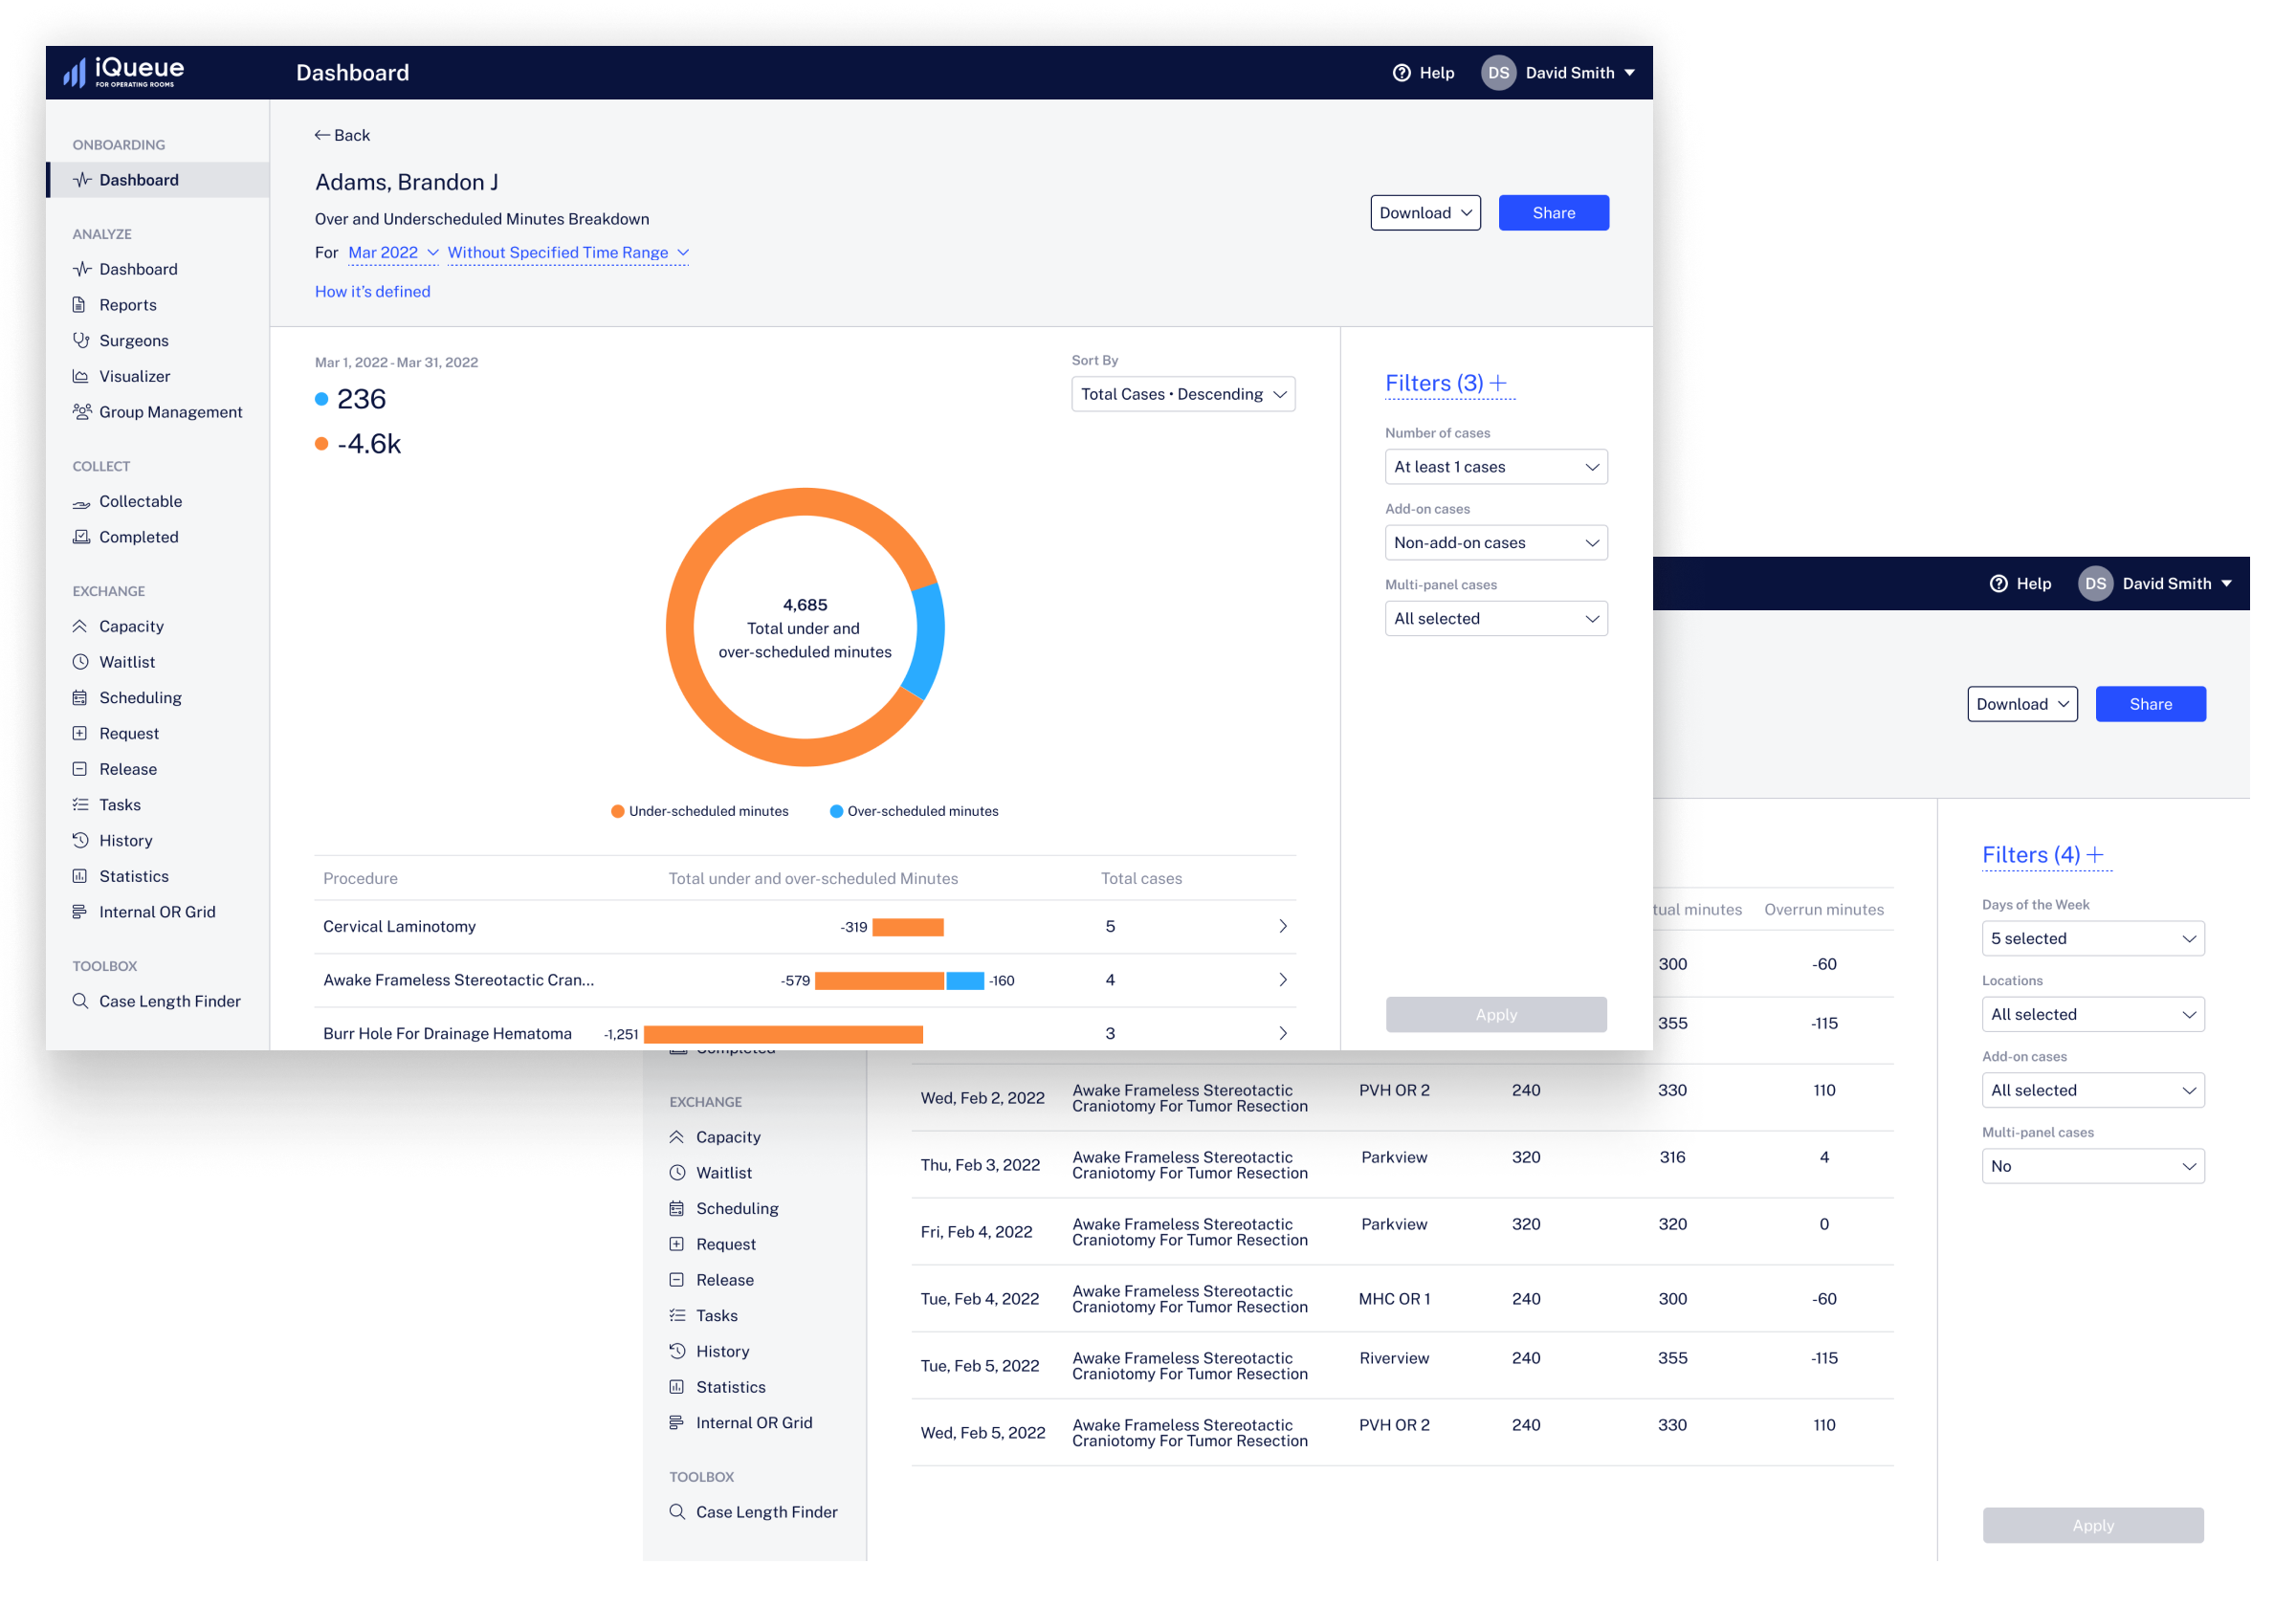 iQueue
FOR OPERATING ROOMS
Dashboard
Help
DS
David Smith
ONBOARDING
Dashboard
ANALYZE
Dashboard
Reports
Surgeons
Visualizer
Group Management
COLLECT
Collectable
Completed
EXCHANGE
Capacity
Waitlist
Scheduling
Request
Release
Tasks
History
Statistics
Internal OR Grid
TOOLBOX
Case Length Finder
Back
Adams, Brandon J
Over and Underscheduled Minutes Breakdown
For Mar 2022 Without Specified Time Range
How it's defined
Download
Share
Mar 1, 2022 - Mar 31, 2022
236
-4.6k
Sort By
Total Cases • Descending
4,685
Total under and
over-scheduled minutes
Under-scheduled minutes
Over-scheduled minutes
Procedure Total under and over-scheduled Minutes Total cases
Cervical Laminotomy -319 5
Awake Frameless Stereotactic Cran... -579 -160 4
Burr Hole For Drainage Hematoma -1,251 3
Filters (3)
Number of cases
At least 1 cases
Add-on cases
Non-add-on cases
Multi-panel cases
All selected
Apply
Help
DS
David Smith
Download
Share
Completed
EXCHANGE
Capacity
Waitlist
Scheduling
Request
Release
Tasks
History
Statistics
Internal OR Grid
TOOLBOX
Case Length Finder
minutes Overrun minutes
300 -60
355 -115
Wed, Feb 2, 2022 Awake Frameless Stereotactic PVH OR 2 240 330 110
Craniotomy For Tumor Resection
Thu, Feb 3, 2022 Awake Frameless Stereotactic Parkview 320 316 4
Craniotomy For Tumor Resection
Fri, Feb 4, 2022 Awake Frameless Stereotactic Parkview 320 320 0
Craniotomy For Tumor Resection
Tue, Feb 4, 2022 Awake Frameless Stereotactic MHC OR 1 240 300 -60
Craniotomy For Tumor Resection
Tue, Feb 5, 2022 Awake Frameless Stereotactic Riverview 240 355 -115
Craniotomy For Tumor Resection
Wed, Feb 5, 2022 Awake Frameless Stereotactic PVH OR 2 240 330 110
Craniotomy For Tumor Resection
Filters (4)
Days of the Week
5 selected
Locations
All selected
Add-on cases
All selected
Multi-panel cases
No
Apply